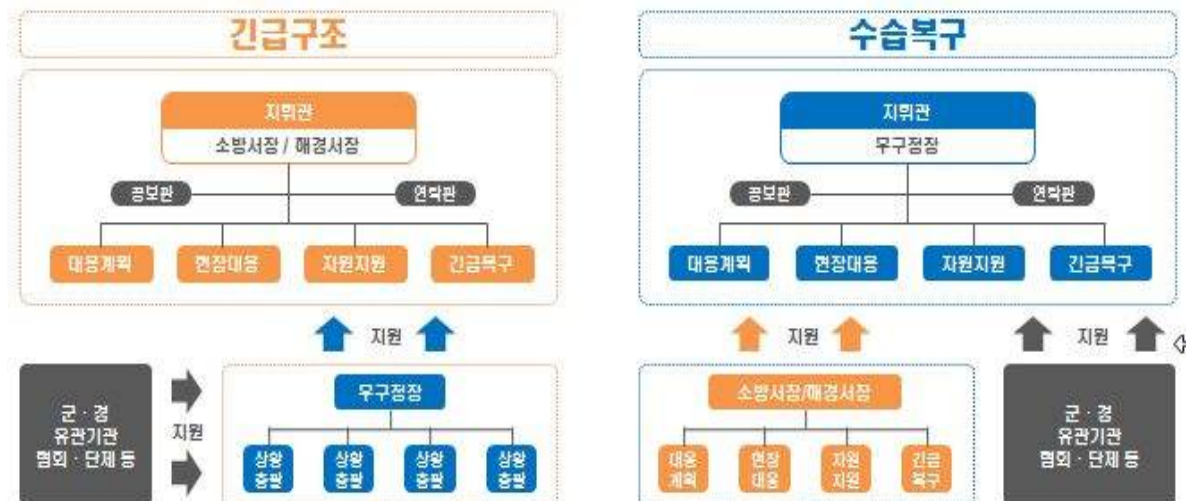 긴급구조
지휘관
소방서장 / 해경서장
공보관
연락관
대응계획
현장대응
자원지원
긴급복구
지원
군 · 경
유관기관
협회 · 단체 등
지원
무구청장
상황
총괄
상황
총괄
상황
총괄
상황
총괄
수습복구
지휘관
무구청장
공보관
연락관
대응계획
현장대응
자원지원
긴급복구
지원
지원
소방서장/해경서장
대응
계획
현장
대응
자원
지원
긴급
복구
군 · 경
유관기관
협회 · 단체 등